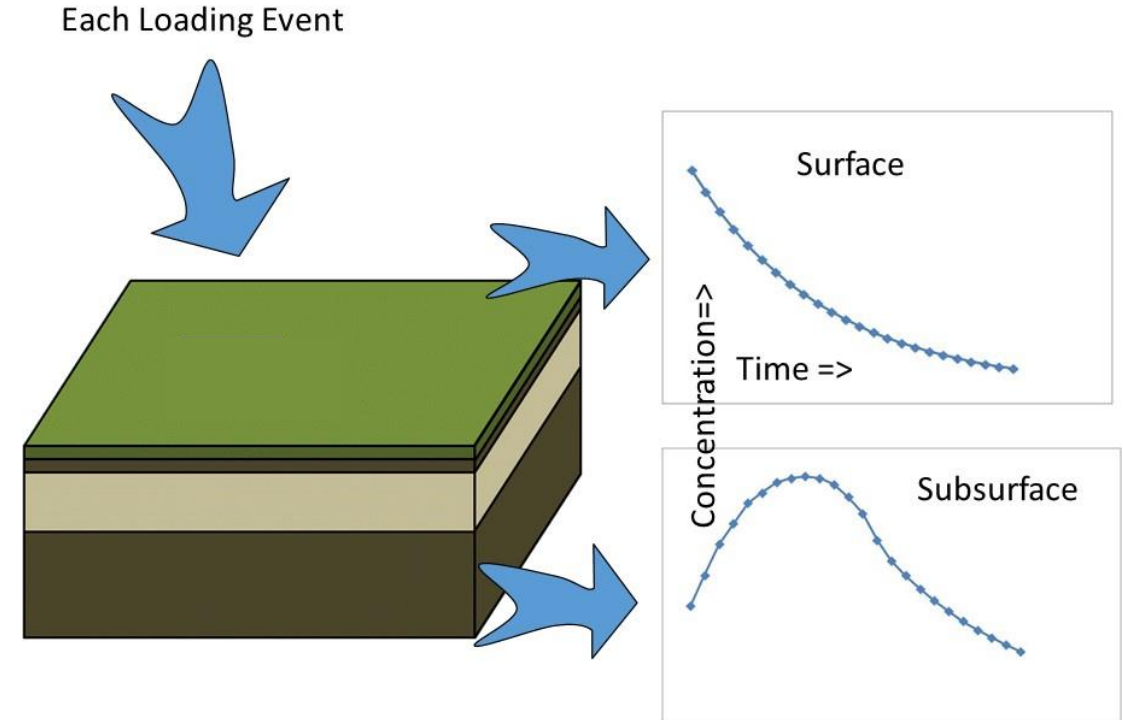 Each Loading Event
Surface
Time =>
Concentration=>
Subsurface